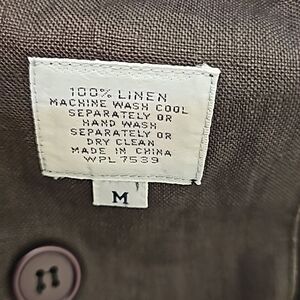 100% LINEN
MACHINE WASH COOL
SEPARATELY OR
HAND WASH
SEPARATELY OR
DRY CLEAN
MADE IN CHINA
WPL 7539
M